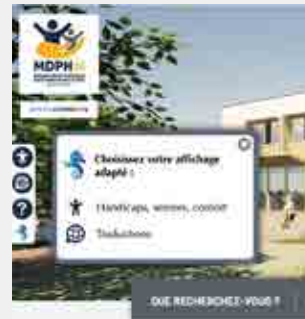 MDPH
Choisissez votre affichage
adapté :
Handicaps, seniors, confort
Traductions
QUE RECHERCHEZ-VOUS ?